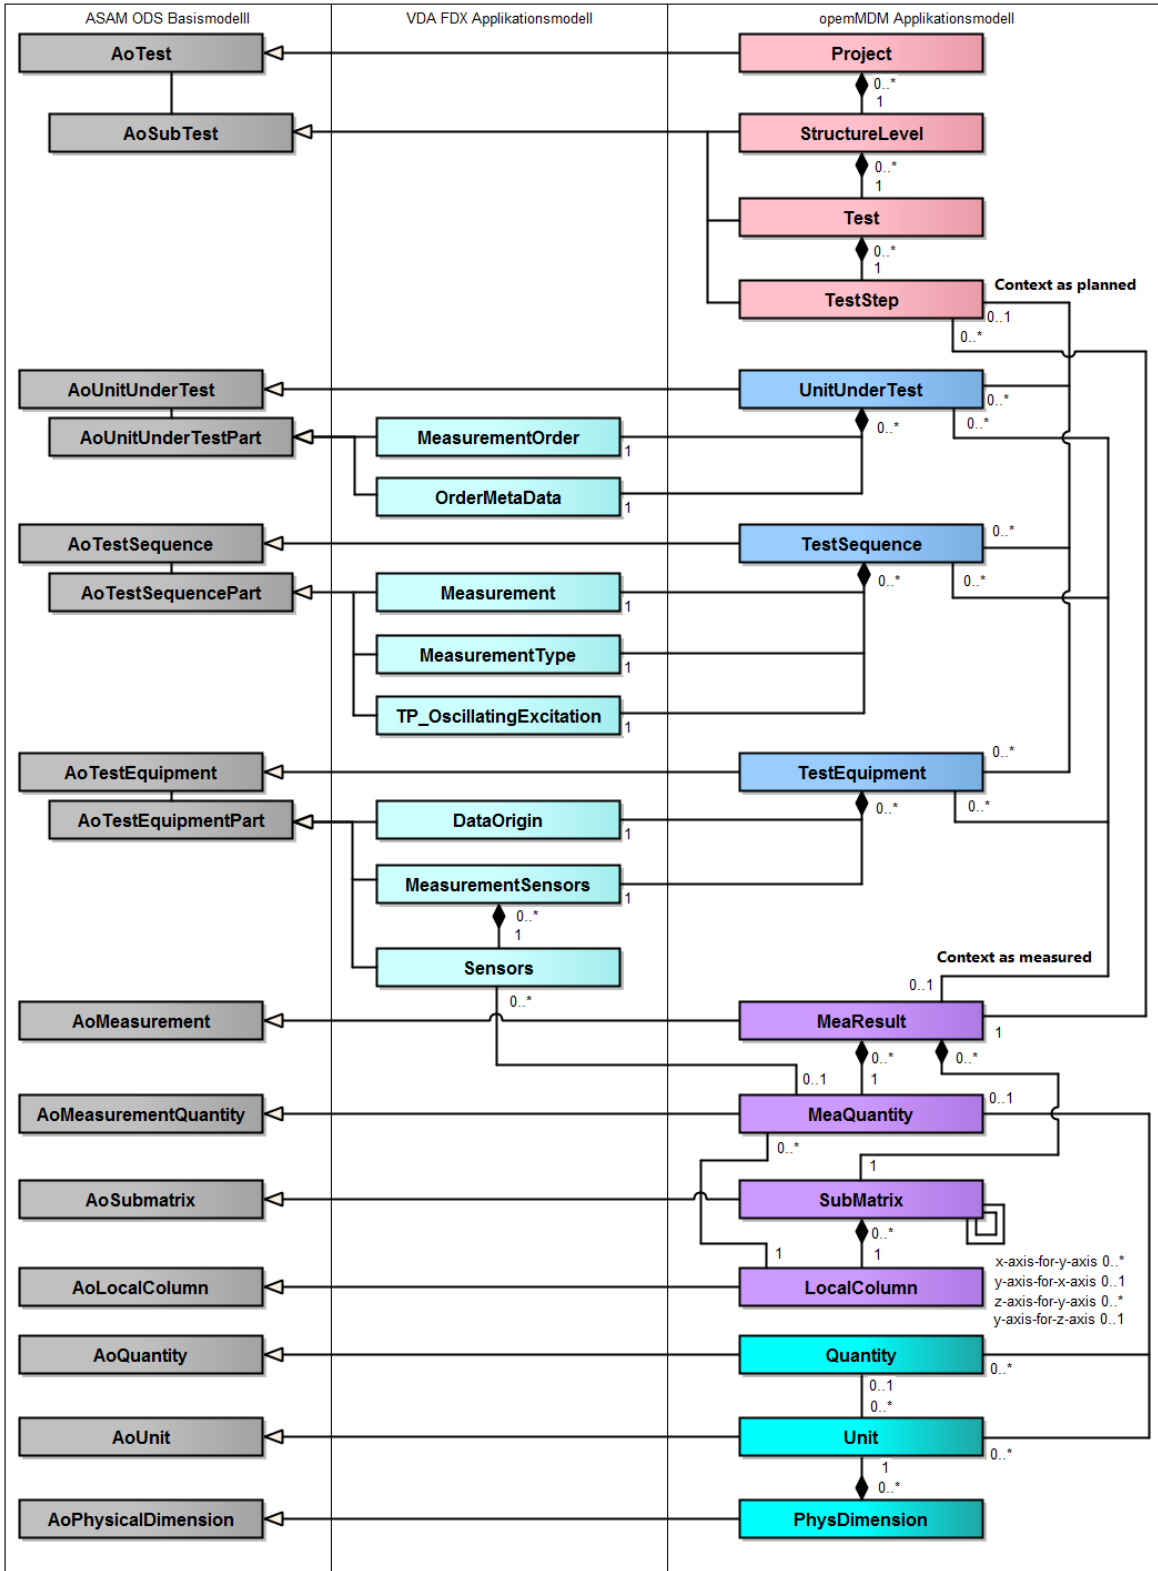 ASAM ODS Basismodelll
VDA FDX Applikationsmodell
opemMDM Applikationsmodell
AoTest
Project
0..*
1
AoSubTest
StructureLevel
0..*
1
Test
0..*
1
Context as planned
TestStep
0..1
0..*
AoUnitUnderTest
UnitUnderTest
0..*
AoUnitUnderTestPart
MeasurementOrder
1
0..*
0..*
OrderMetaData
1
AoTestSequence
TestSequence
0..*
AoTestSequencePart
Measurement
1
0..*
0..*
MeasurementType
1
TP_OscillatingExcitation
1
AoTestEquipment
TestEquipment
0..*
AoTestEquipmentPart
DataOrigin
1
0..*
0..*
MeasurementSensors
1
0..*
1
Sensors
0..*
Context as measured
0..1
AoMeasurement
MeaResult
1
0..*
0..*
0..1
1
AoMeasurementQuantity
MeaQuantity
0..1
0..*
1
AoSubmatrix
SubMatrix
0..*
1
1
x-axis-for-y-axis 0..*
AoLocalColumn
LocalColumn
y-axis-for-x-axis 0..1
z-axis-for-y-axis 0..*
y-axis-for-z-axis 0..1
AoQuantity
Quantity
0..*
0..1
0..*
AoUnit
Unit
0..*
1
0..*
AoPhysicalDimension
PhysDimension